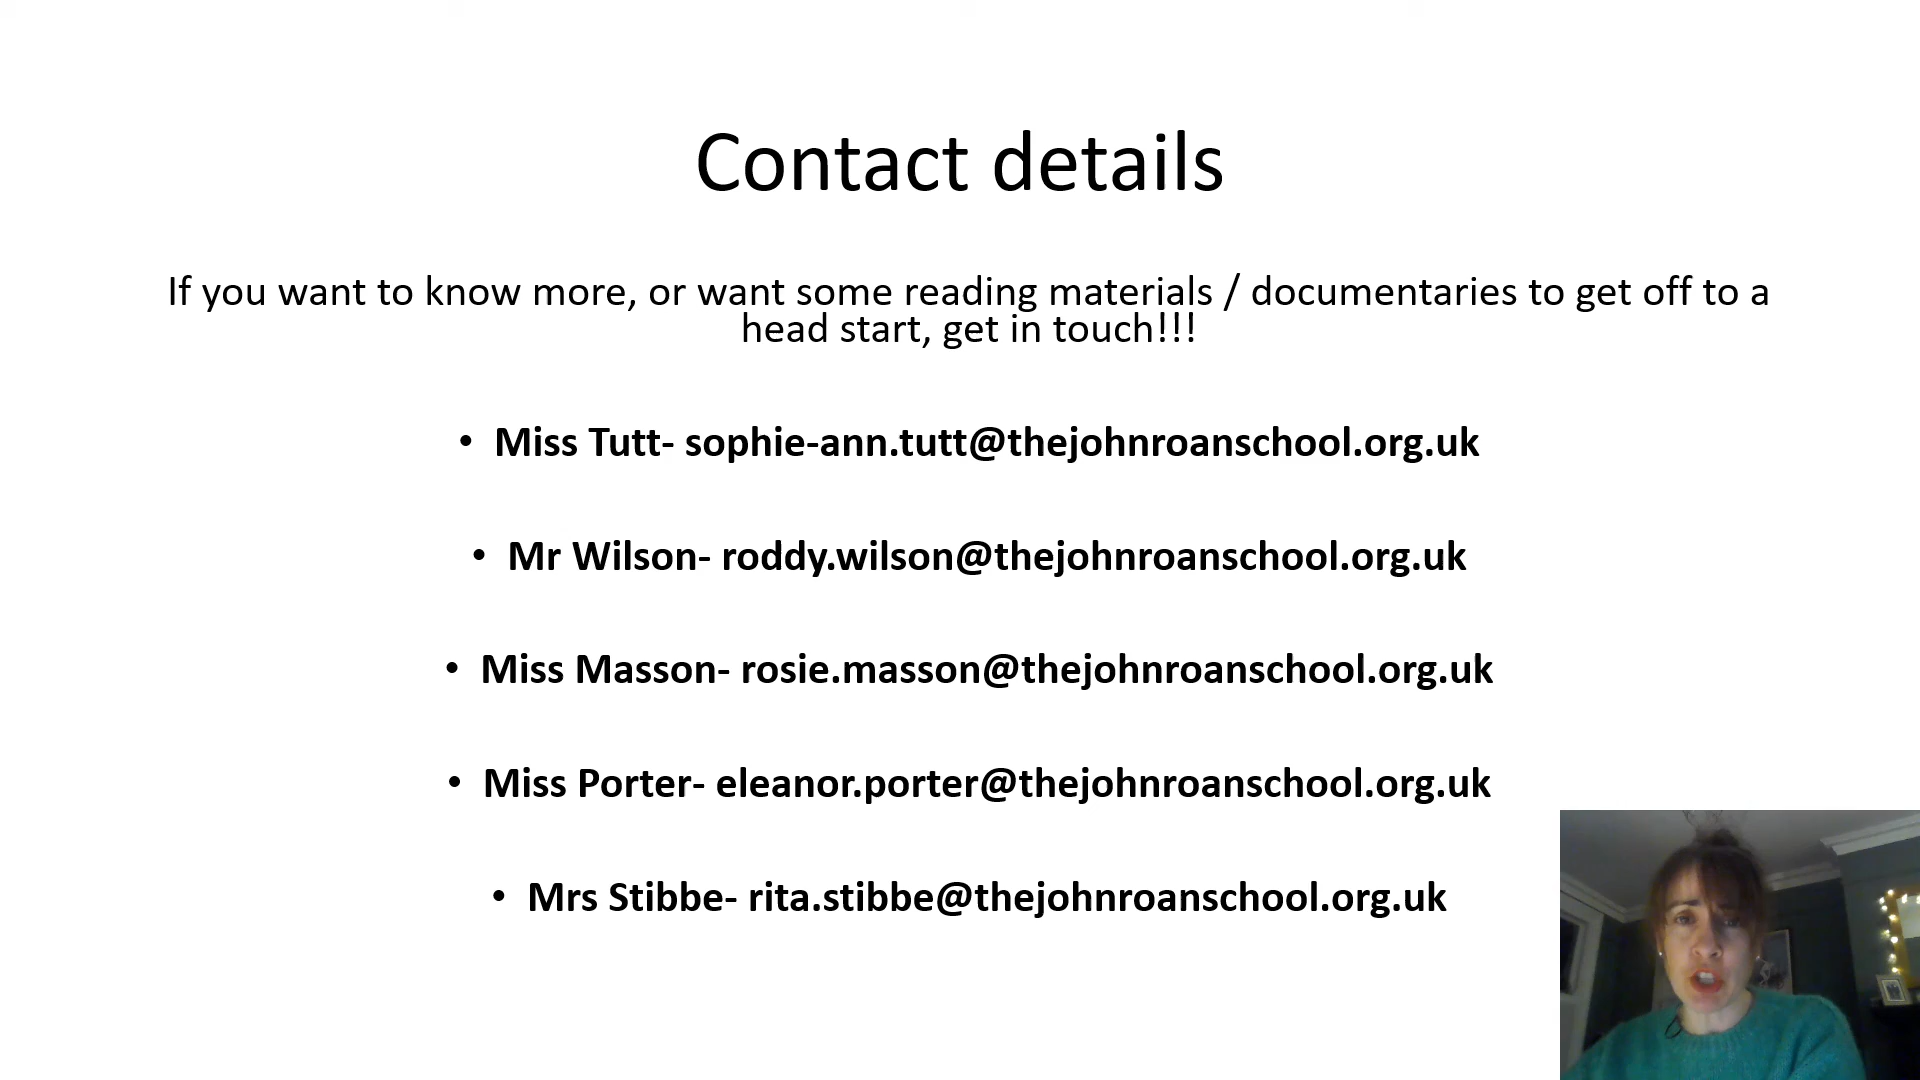 Contact details
If you want to know more, or want some reading materials / documentaries to get off to a
head start, get in touch!!!
• Miss Tutt- sophie-ann.tutt@thejohnroanschool.org.uk
• Mr Wilson- roddy.wilson@thejohnroanschool.org.uk
• Miss Masson- rosie.masson@thejohnroanschool.org.uk
• Miss Porter- eleanor.porter@thejohnroanschool.org.uk
• Mrs Stibbe- rita.stibbe@thejohnroanschool.org.uk